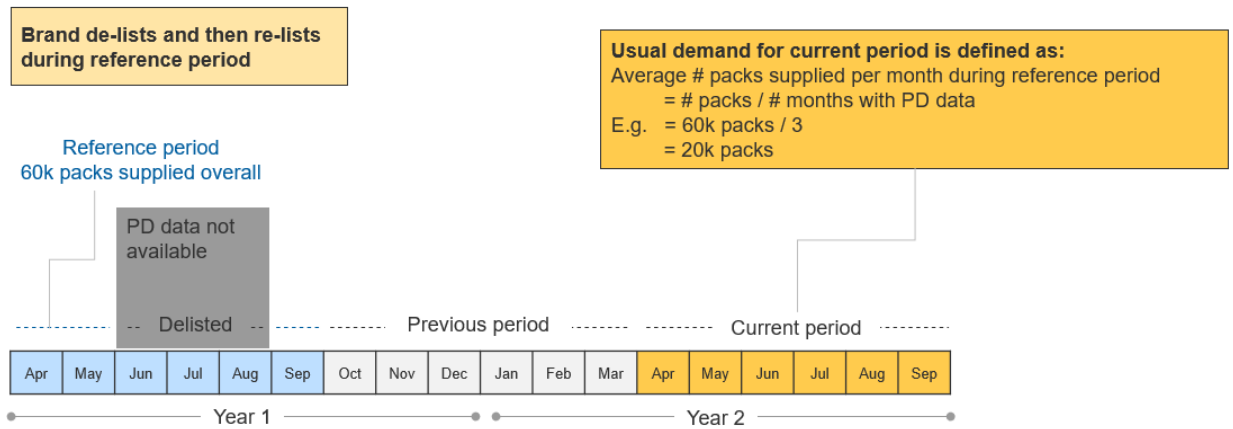 Brand de-lists and then re-lists
during reference period
Usual demand for current period is defined as:
Average # packs supplied per month during reference period
= # packs / # months with PD data
E.g. = 60k packs / 3
= 20k packs
Reference period
60k packs supplied overall
PD data not
available
Delisted
Previous period
Current period
Apr May Jun Jul Aug Sep Oct Nov Dec Jan Feb Mar Apr May Jun Jul Aug Sep
Year 1
Year 2